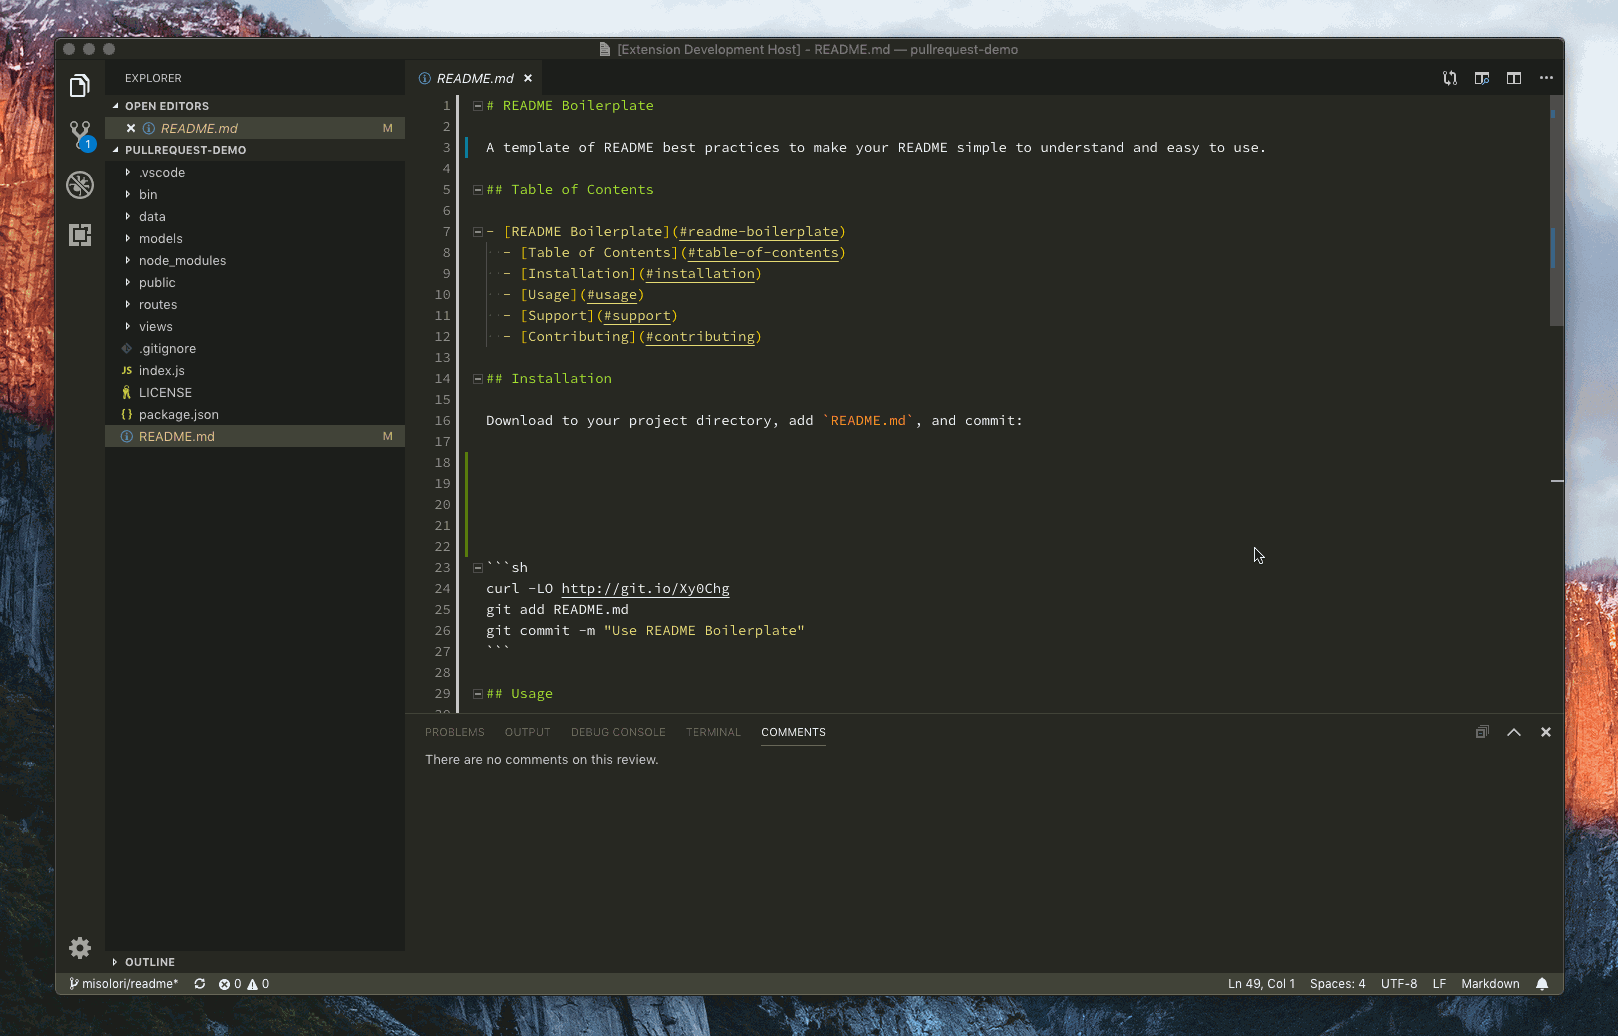 [Extension Development Host] - README.md — pullrequest-demo
EXPLORER
OPEN EDITORS
README.md M
PULLREQUEST-DEMO
.vscode
bin
data
models
node_modules
public
routes
views
.gitignore
JS index.js
LICENSE
{} package.json
README.md M
OUTLINE
1
README.md
1 # README Boilerplate
2
3 A template of README best practices to make your README simple to understand and easy to use.
4
5 ## Table of Contents
6
7 - [README Boilerplate](#readme-boilerplate)
8 - [Table of Contents](#table-of-contents)
9 - [Installation](#installation)
10 - [Usage](#usage)
11 - [Support](#support)
12 - [Contributing](#contributing)
13
14 ## Installation
15
16 Download to your project directory, add `README.md`, and commit:
17
18
19
20
21
22
23 ```sh
24 curl -LO http://git.io/Xy0Chg
25 git add README.md
26 git commit -m "Use README Boilerplate"
27 ```
28
29 ## Usage
PROBLEMS OUTPUT DEBUG CONSOLE TERMINAL COMMENTS
There are no comments on this review.
misolori/readme* 0 0 Ln 49, Col 1 Spaces: 4 UTF-8 LF Markdown